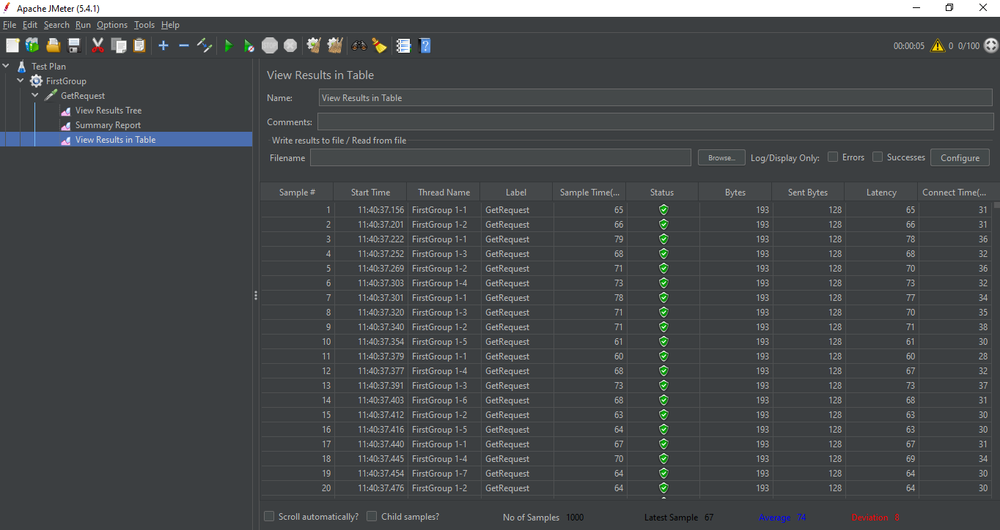 Apache JMeter (5.4.1)
File Edit Search Run Options Tools Help
STOP 00:00:05 0 0/100
Test Plan
FirstGroup
GetRequest
View Results Tree
Summary Report
View Results in Table
View Results in Table
Name: View Results in Table
Comments:
Write results to file / Read from file
Filename Browse... Log/Display Only: Errors Successes Configure
Sample # Start Time Thread Name Label Sample Time(... Status Bytes Sent Bytes Latency Connect Time(...
1 11:40:37.156 FirstGroup 1-1 GetRequest 65 193 128 65 31
2 11:40:37.201 FirstGroup 1-2 GetRequest 66 193 128 66 31
3 11:40:37.222 FirstGroup 1-1 GetRequest 79 193 128 78 36
4 11:40:37.252 FirstGroup 1-3 GetRequest 68 193 128 68 32
5 11:40:37.269 FirstGroup 1-2 GetRequest 71 193 128 70 36
6 11:40:37.303 FirstGroup 1-4 GetRequest 73 193 128 73 32
7 11:40:37.301 FirstGroup 1-1 GetRequest 78 193 128 77 34
8 11:40:37.320 FirstGroup 1-3 GetRequest 71 193 128 70 35
9 11:40:37.340 FirstGroup 1-2 GetRequest 71 193 128 71 38
10 11:40:37.354 FirstGroup 1-5 GetRequest 61 193 128 61 30
11 11:40:37.379 FirstGroup 1-1 GetRequest 60 193 128 60 28
12 11:40:37.377 FirstGroup 1-4 GetRequest 68 193 128 67 32
13 11:40:37.391 FirstGroup 1-3 GetRequest 73 193 128 73 37
14 11:40:37.403 FirstGroup 1-6 GetRequest 68 193 128 68 31
15 11:40:37.412 FirstGroup 1-2 GetRequest 63 193 128 63 30
16 11:40:37.416 FirstGroup 1-5 GetRequest 64 193 128 63 30
17 11:40:37.440 FirstGroup 1-1 GetRequest 67 193 128 67 31
18 11:40:37.445 FirstGroup 1-4 GetRequest 70 193 128 69 34
19 11:40:37.454 FirstGroup 1-7 GetRequest 64 193 128 64 30
20 11:40:37.476 FirstGroup 1-2 GetRequest 64 193 128 64 30
Scroll automatically? Child samples? No of Samples 1000 Latest Sample 67 Average 74 Deviation 8